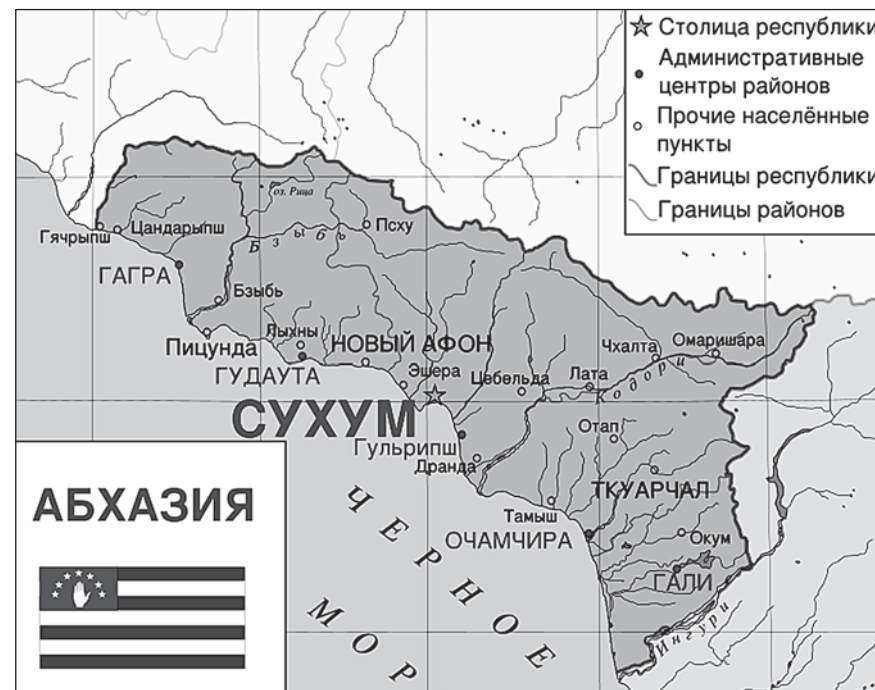 Столица республики
Административные
центры районов
Прочие населённые
пункты
Границы республики
Границы районов
оз. Рица
Псху
Гячрыпш
Цандарыпш
Бзыбь
ГАГРА
Бзыбь
Пицунда
Лыхны
НОВЫЙ АФОН
ГУДАУТА
Эшера
Цебельда
Чхалта
Омаришара
Лата
Кодори
СУХУМ
Гульрипш
Отап
Дранда
ТКУАРЧАЛ
Тамыш
ОЧАМЧИРА
Окум
ГАЛИ
Ингури
ЧЕРНОЕ
МОР
АБХАЗИЯ